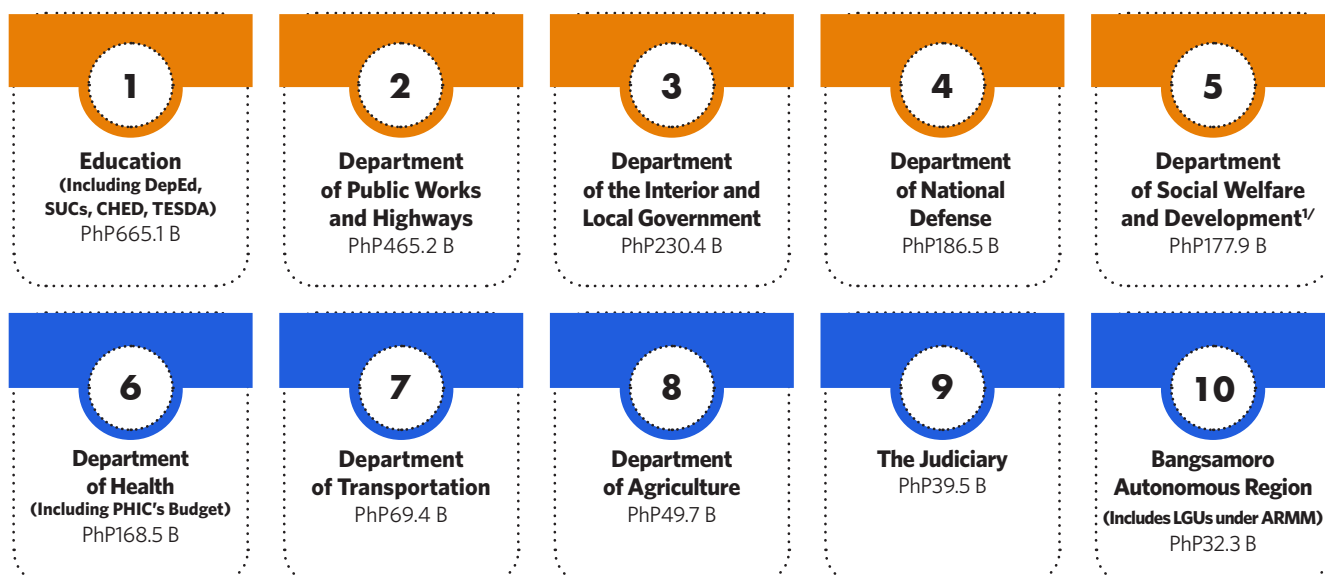 1
Education
(Including DepEd,
SUCs, CHED, TESDA)
PhP665.1 B
2
Department
of Public Works
and Highways
PhP465.2 B
3
Department
of the Interior and
Local Government
PhP230.4 B
4
Department
of National
Defense
PhP186.5 B
5
Department
of Social Welfare
and Development1/
PhP177.9 B
6
Department
of Health
(Including PHIC's Budget)
PhP168.5 B
7
Department
of Transportation
PhP69.4 B
8
Department
of Agriculture
PhP49.7 B
9
The Judiciary
PhP39.5 B
10
Bangsamoro
Autonomous Region
(Includes LGUs under ARMM)
PhP32.3 B